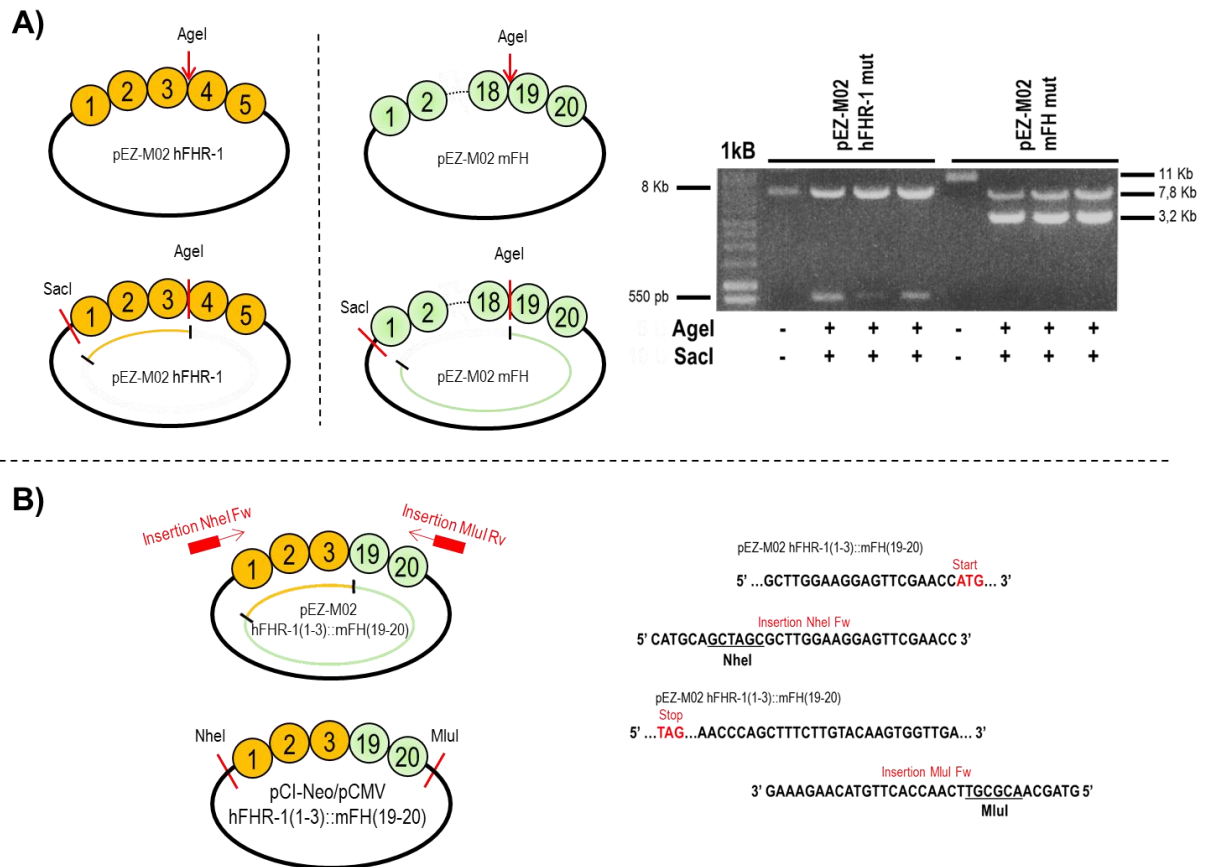 A)
AgeI
1 2 3 4 5
pEZ-M02 hFHR-1
AgeI
1 2 18 19 20
pEZ-M02 mFH
SacI
AgeI
1 2 3 4 5
pEZ-M02 hFHR-1
SacI
AgeI
1 2 18 19 20
pEZ-M02 mFH
1kB
pEZ-M02
hFHR-1 mut
pEZ-M02
mFH mut
8 Kb
550 pb
11 Kb
7,8 Kb
3,2 Kb
AgeI - + + + - + + +
SacI - + + + - + + +
B)
Insertion NheI Fw
Insertion MluI Rv
1 2 3 19 20
pEZ-M02
hFHR-1(1-3)::mFH(19-20)
NheI
MluI
1 2 3 19 20
pCI-Neo/pCMV
hFHR-1(1-3)::mFH(19-20)
pEZ-M02 hFHR-1(1-3)::mFH(19-20)
Start
5’ …GCTTGGAAGGAGTTCGAACCATG… 3’
Insertion NheI Fw
5’ CATGCAGCTAGCGCTTGGAAGGAGTTCGAACC 3’
NheI
pEZ-M02 hFHR-1(1-3)::mFH(19-20)
Stop
5’ …TAG…AACCCAGCTTTCTTGTACAAGTGGTTGA… 3’
Insertion MluI Fw
3’ GAAAGAACATGTTCACCAACTTGCGCAACGATG 5’
MluI